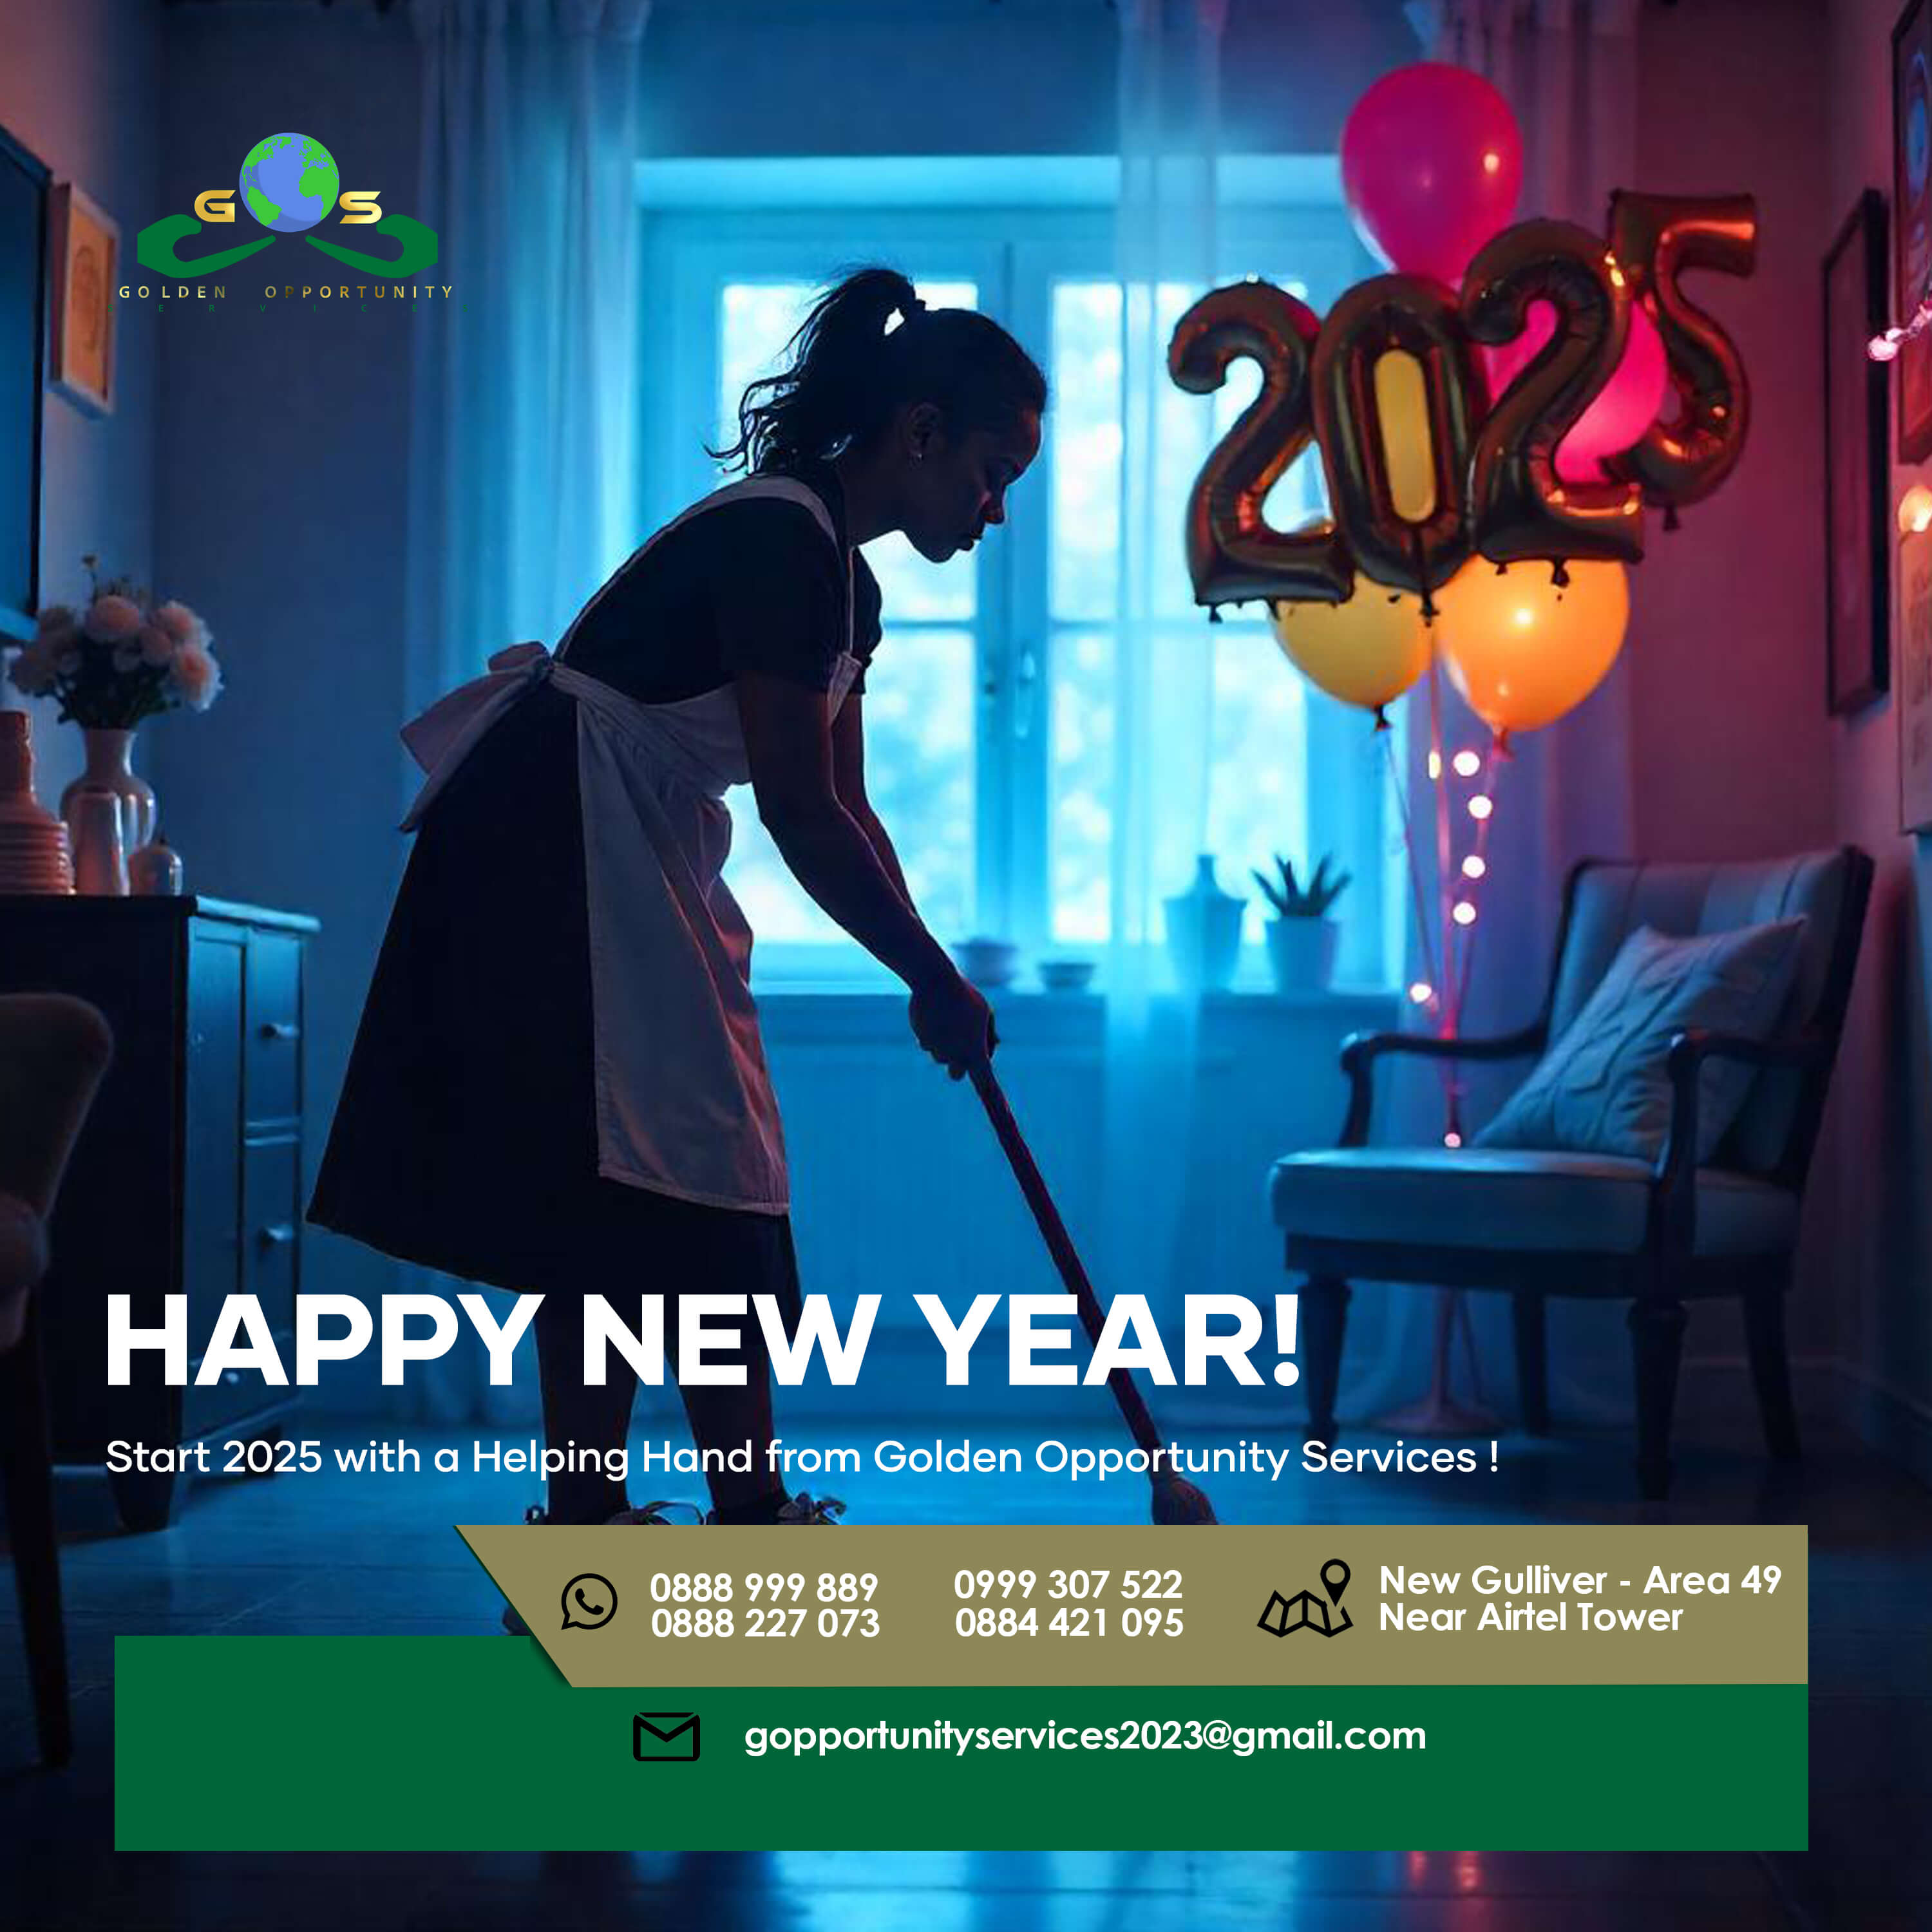 G S
GOLDEN OPPORTUNITY
2025
HAPPY NEW YEAR!
Start 2025 with a Helping Hand from Golden Opportunity Services !
0888 999 889
0888 227 073
0999 307 522
0884 421 095
New Gulliver - Area 49
Near Airtel Tower
gopportunityservices2023@gmail.com